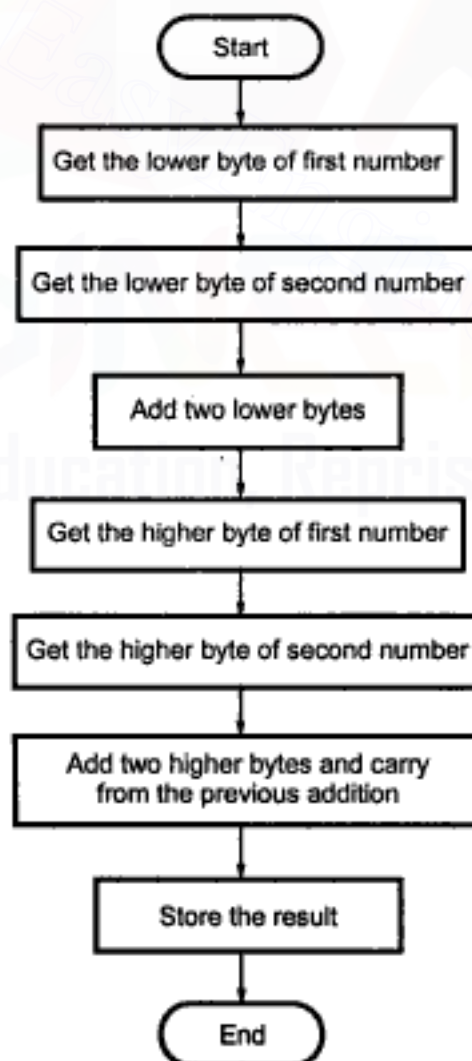 Start
Get the lower byte of first number
Get the lower byte of second number
Add two lower bytes
Get the higher byte of first number
Get the higher byte of second number
Add two higher bytes and carry
from the previous addition
Store the result
End